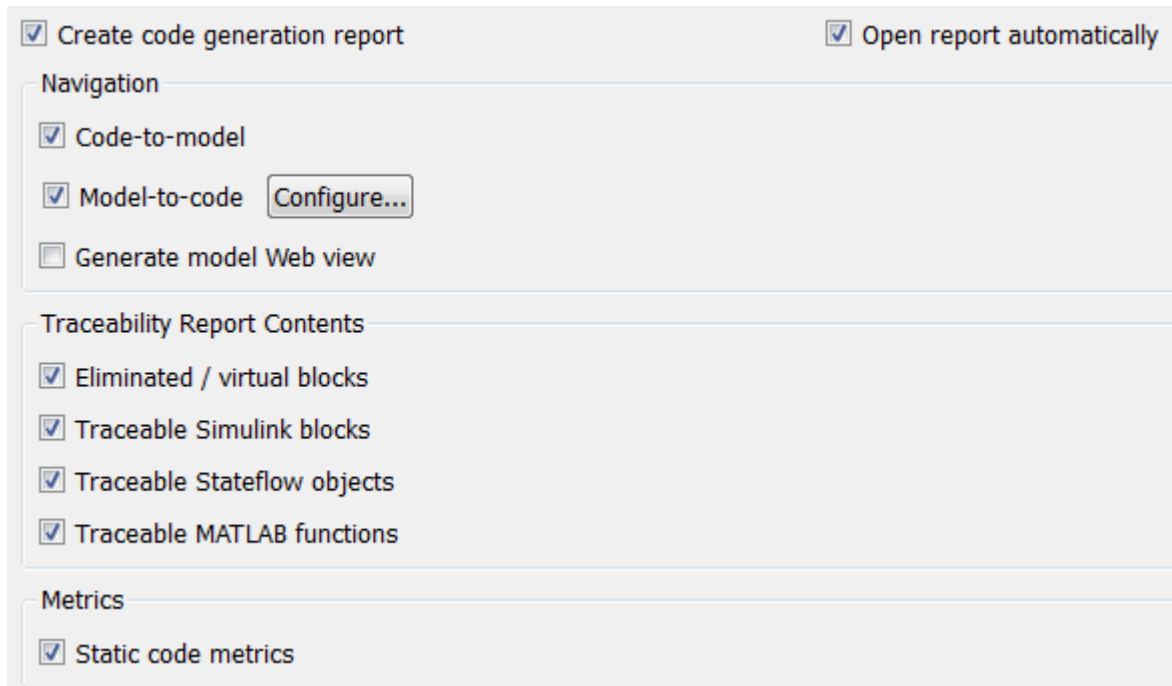 Create code generation report Open report automatically
Navigation
Code-to-model
Model-to-code Configure...
Generate model Web view
Traceability Report Contents
Eliminated / virtual blocks
Traceable Simulink blocks
Traceable Stateflow objects
Traceable MATLAB functions
Metrics
Static code metrics